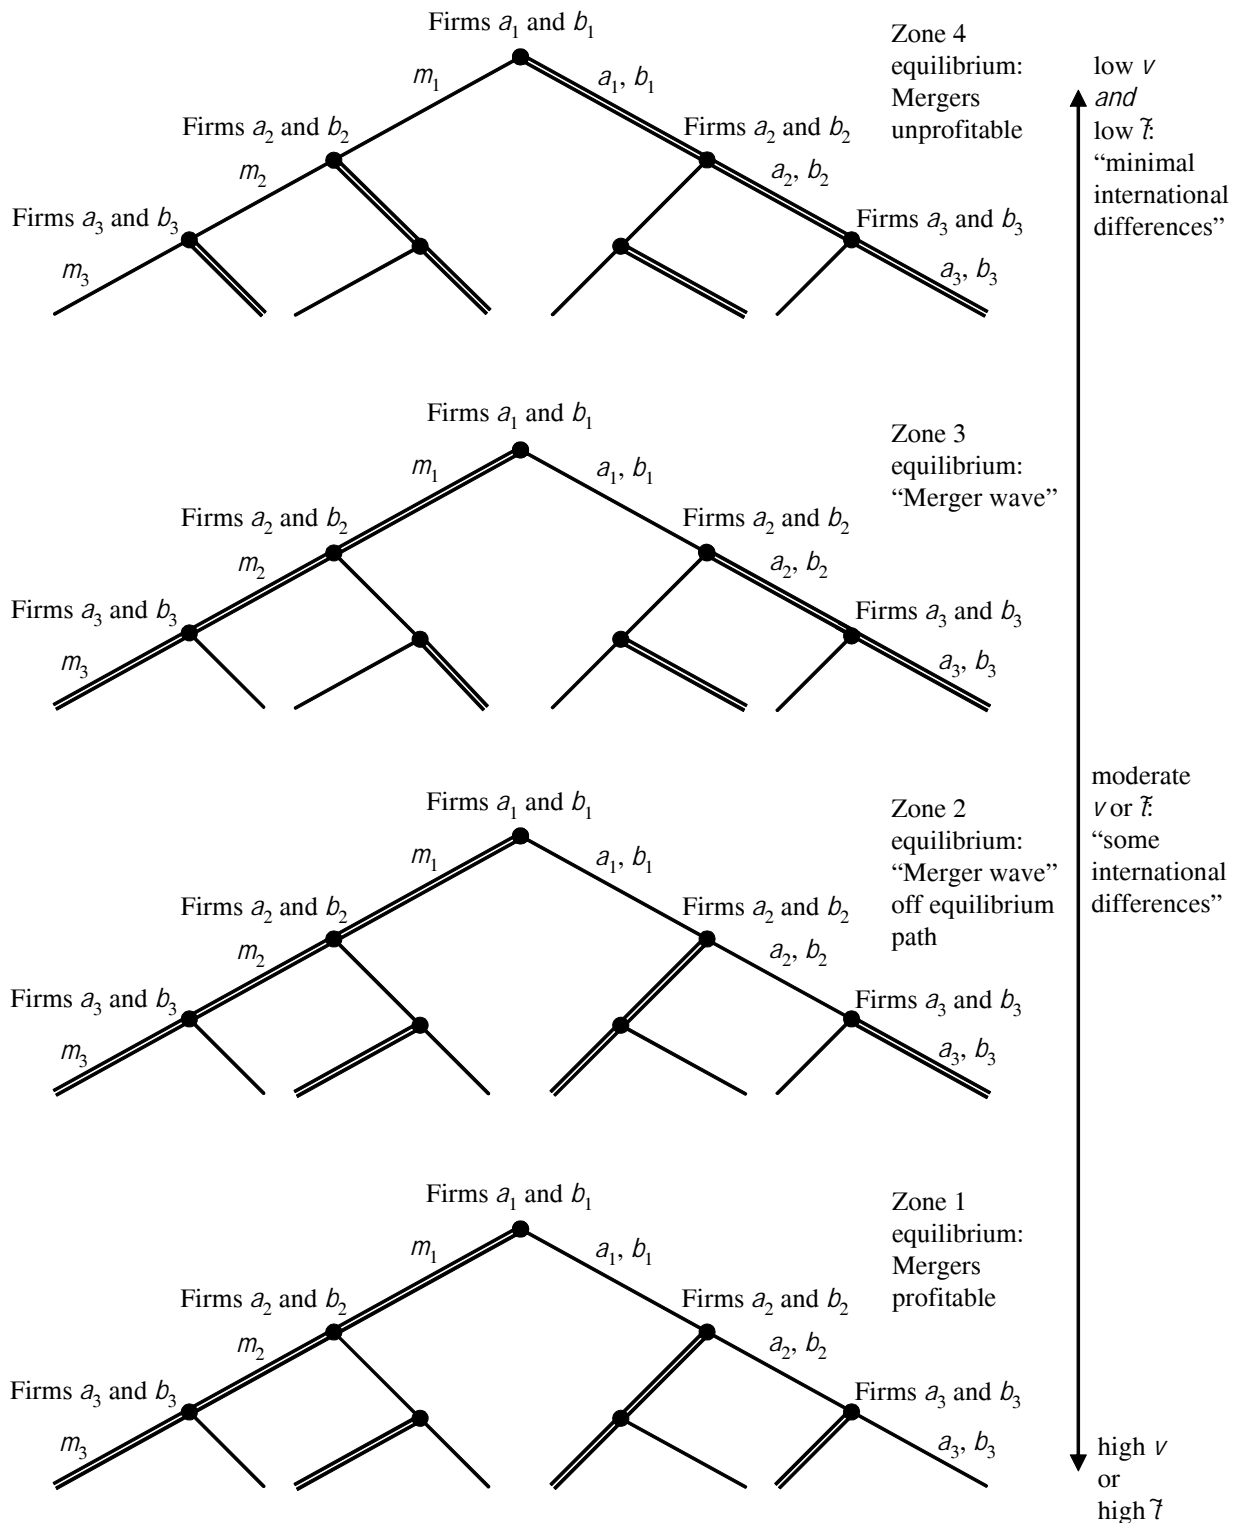 Firms a₁ and b₁
m₁
a₁, b₁
Firms a₂ and b₂
Firms a₂ and b₂
m₂
a₂, b₂
Firms a₃ and b₃
Firms a₃ and b₃
m₃
a₃, b₃
Zone 4
equilibrium:
Mergers
unprofitable
low v
and
low t̃:
“minimal
international
differences”
Firms a₁ and b₁
m₁
a₁, b₁
Firms a₂ and b₂
Firms a₂ and b₂
m₂
a₂, b₂
Firms a₃ and b₃
Firms a₃ and b₃
m₃
a₃, b₃
Zone 3
equilibrium:
“Merger wave”
Firms a₁ and b₁
m₁
a₁, b₁
Firms a₂ and b₂
Firms a₂ and b₂
m₂
a₂, b₂
Firms a₃ and b₃
Firms a₃ and b₃
m₃
a₃, b₃
Zone 2
equilibrium:
“Merger wave”
off equilibrium
path
moderate
v or t̃:
“some
international
differences”
Firms a₁ and b₁
m₁
a₁, b₁
Firms a₂ and b₂
Firms a₂ and b₂
m₂
a₂, b₂
Firms a₃ and b₃
Firms a₃ and b₃
m₃
a₃, b₃
Zone 1
equilibrium:
Mergers
profitable
high v
or
high t̃